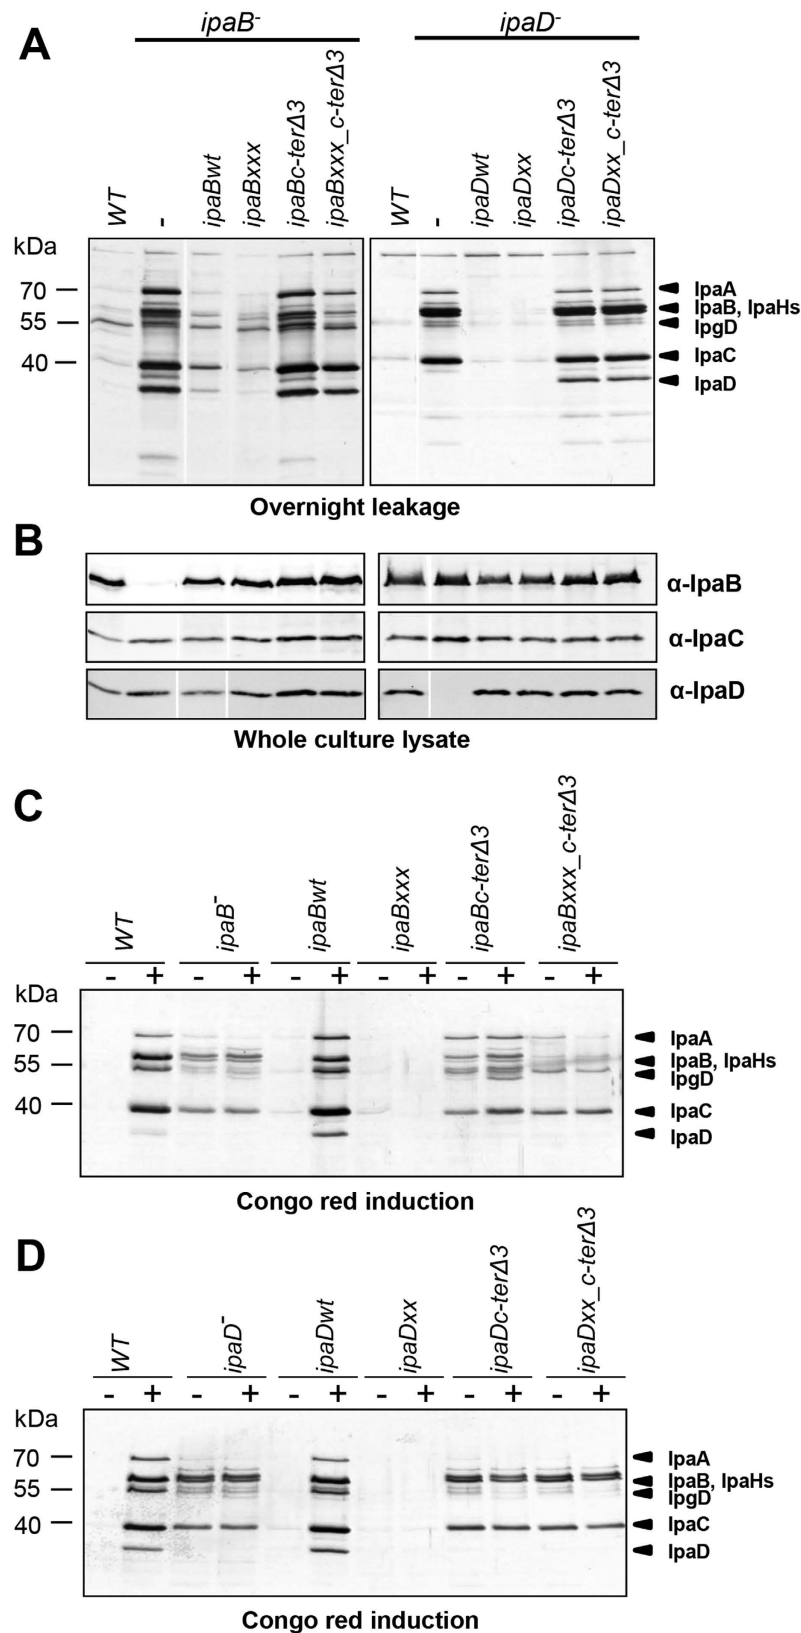 A
ipaB-
ipaD-
WT
-
ipaBwt
ipaBxxx
ipaBc-terΔ3
ipaBxxx_c-terΔ3
WT
-
ipaDwt
ipaDxx
ipaDc-terΔ3
ipaDxx_c-terΔ3
kDa
70
55
40
IpaA
IpaB, IpaHs
IpgD
IpaC
IpaD
Overnight leakage
B
α-IpaB
α-IpaC
α-IpaD
Whole culture lysate
C
WT
ipaB-
ipaBwt
ipaBxxx
ipaBc-terΔ3
ipaBxxx_c-terΔ3
- + - + - + - + - + - +
kDa
70
55
40
IpaA
IpaB, IpaHs
IpgD
IpaC
IpaD
Congo red induction
D
WT
ipaD-
ipaDwt
ipaDxx
ipaDc-terΔ3
ipaDxx_c-terΔ3
- + - + - + - + - + - +
kDa
70
55
40
IpaA
IpaB, IpaHs
IpgD
IpaC
IpaD
Congo red induction